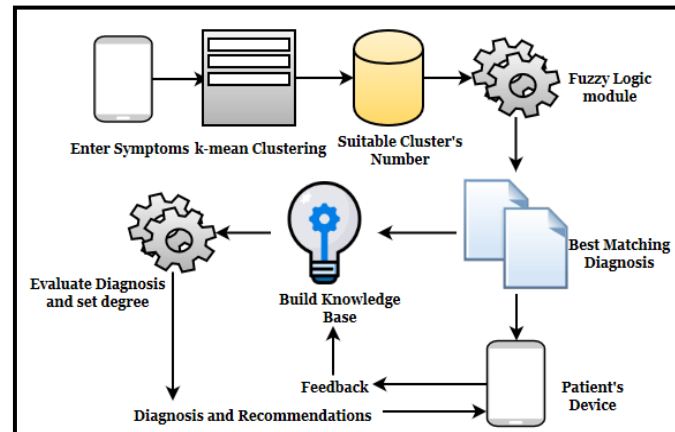 Enter Symptoms
k-mean Clustering
Suitable Cluster's
Number
Fuzzy Logic
module
Best Matching
Diagnosis
Build Knowledge
Base
Evaluate Diagnosis
and set degree
Feedback
Patient's
Device
Diagnosis and Recommendations